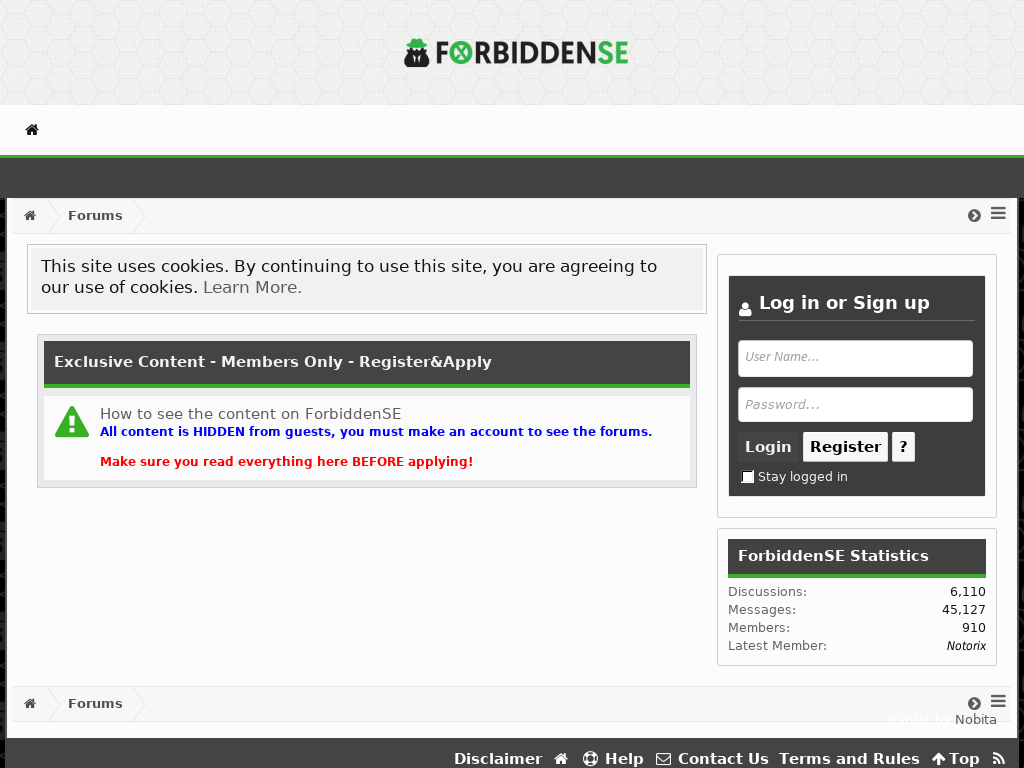 FORBIDDENSE
Forums
This site uses cookies. By continuing to use this site, you are agreeing to
our use of cookies. Learn More.
Exclusive Content - Members Only - Register&Apply
How to see the content on ForbiddenSE
All content is HIDDEN from guests, you must make an account to see the forums.
Make sure you read everything here BEFORE applying!
Log in or Sign up
User Name...
Password...
Login Register ?
Stay logged in
ForbiddenSE Statistics
Discussions: 6,110
Messages: 45,127
Members: 910
Latest Member: Notorix
Forums
Nobita
Disclaimer Help Contact Us Terms and Rules Top